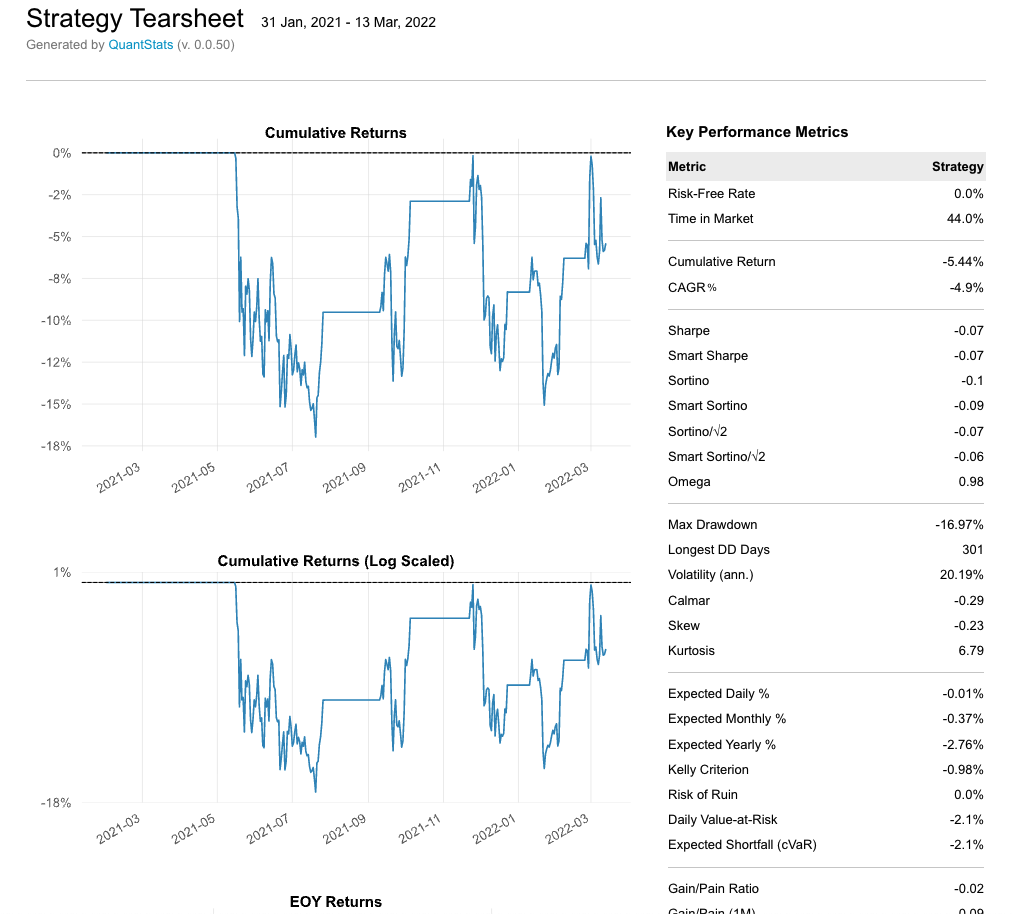 Strategy Tearsheet 31 Jan, 2021 - 13 Mar, 2022
Generated by QuantStats (v. 0.0.50)
Cumulative Returns
0%
-2%
-5%
-8%
-10%
-12%
-15%
-18%
2021-03 2021-05 2021-07 2021-09 2021-11 2022-01 2022-03
Cumulative Returns (Log Scaled)
1%
-18%
2021-03 2021-05 2021-07 2021-09 2021-11 2022-01 2022-03
EOY Returns
Key Performance Metrics
Metric Strategy
Risk-Free Rate 0.0%
Time in Market 44.0%
Cumulative Return -5.44%
CAGR﹪ -4.9%
Sharpe -0.07
Smart Sharpe -0.07
Sortino -0.1
Smart Sortino -0.09
Sortino/√2 -0.07
Smart Sortino/√2 -0.06
Omega 0.98
Max Drawdown -16.97%
Longest DD Days 301
Volatility (ann.) 20.19%
Calmar -0.29
Skew -0.23
Kurtosis 6.79
Expected Daily % -0.01%
Expected Monthly % -0.37%
Expected Yearly % -2.76%
Kelly Criterion -0.98%
Risk of Ruin 0.0%
Daily Value-at-Risk -2.1%
Expected Shortfall (cVaR) -2.1%
Gain/Pain Ratio -0.02
Gain/Pain (1M) 0.09